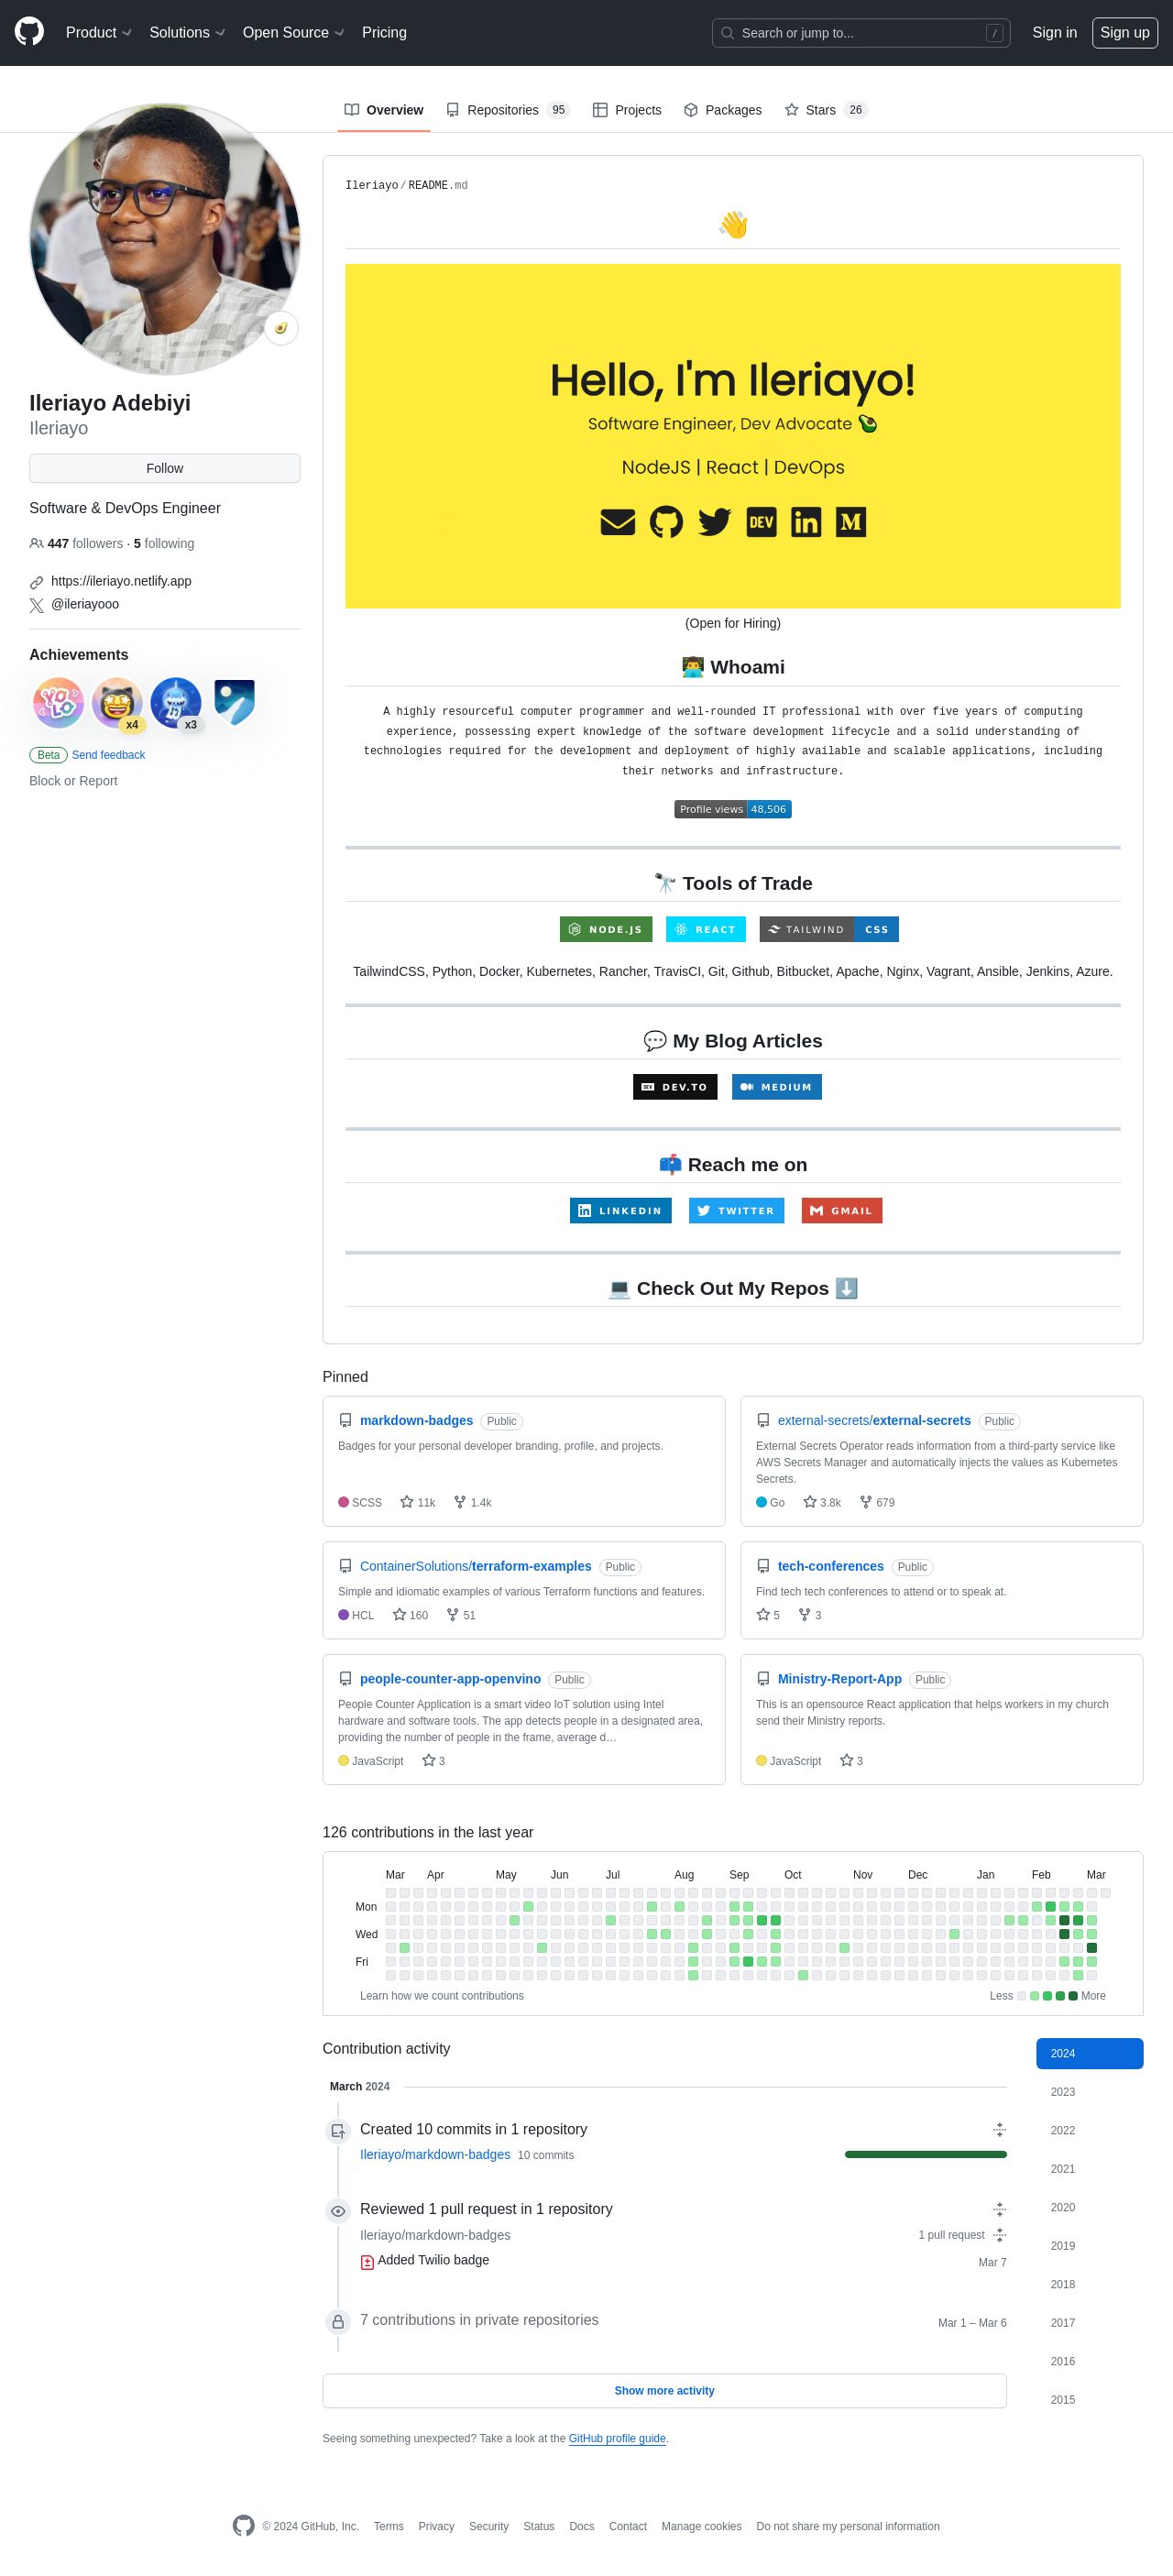 Product Solutions Open Source Pricing Search or jump to... / Sign in Sign up
Overview Repositories 95 Projects Packages Stars 26
Ileriayo Adebiyi
Ileriayo
Follow
Software & DevOps Engineer
447 followers · 5 following
https://ileriayo.netlify.app
@ileriayooo
Achievements
x4 x3
Beta Send feedback
Block or Report
Ileriayo/README.md
Hello, I'm Ileriayo!
Software Engineer, Dev Advocate
NodeJS | React | DevOps
DEV in M
(Open for Hiring)
Whoami
A highly resourceful computer programmer and well-rounded IT professional with over five years of computing
experience, possessing expert knowledge of the software development lifecycle and a solid understanding of
technologies required for the development and deployment of highly available and scalable applications, including
their networks and infrastructure.
Profile views 48,506
Tools of Trade
NODE.JS REACT TAILWIND CSS
TailwindCSS, Python, Docker, Kubernetes, Rancher, TravisCI, Git, Github, Bitbucket, Apache, Nginx, Vagrant, Ansible, Jenkins, Azure.
My Blog Articles
DEV.TO MEDIUM
Reach me on
LINKEDIN TWITTER GMAIL
Check Out My Repos
Pinned
markdown-badges Public
Badges for your personal developer branding, profile, and projects.
SCSS 11k 1.4k
external-secrets/external-secrets Public
External Secrets Operator reads information from a third-party service like
AWS Secrets Manager and automatically injects the values as Kubernetes
Secrets.
Go 3.8k 679
ContainerSolutions/terraform-examples Public
Simple and idiomatic examples of various Terraform functions and features.
HCL 160 51
tech-conferences Public
Find tech tech conferences to attend or to speak at.
5 3
people-counter-app-openvino Public
People Counter Application is a smart video IoT solution using Intel
hardware and software tools. The app detects people in a designated area,
providing the number of people in the frame, average d…
JavaScript 3
Ministry-Report-App Public
This is an opensource React application that helps workers in my church
send their Ministry reports.
JavaScript 3
126 contributions in the last year
Mar Apr May Jun Jul Aug Sep Oct Nov Dec Jan Feb Mar
Mon
Wed
Fri
Learn how we count contributions Less More
Contribution activity
March 2024
Created 10 commits in 1 repository
Ileriayo/markdown-badges 10 commits
Reviewed 1 pull request in 1 repository
Ileriayo/markdown-badges 1 pull request
Added Twilio badge Mar 7
7 contributions in private repositories Mar 1 – Mar 6
Show more activity
Seeing something unexpected? Take a look at the GitHub profile guide.
2024
2023
2022
2021
2020
2019
2018
2017
2016
2015
© 2024 GitHub, Inc. Terms Privacy Security Status Docs Contact Manage cookies Do not share my personal information